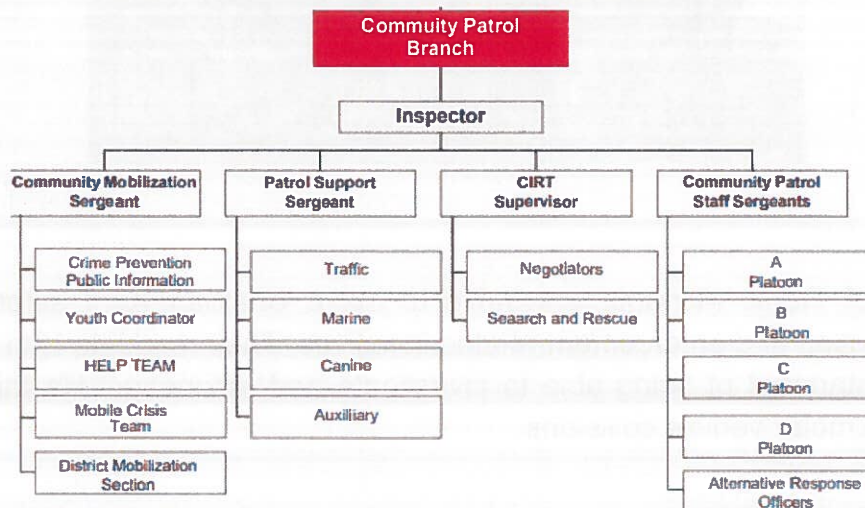 Commuity Patrol
Branch
Inspector
Community Mobilization
Sergeant
Patrol Support
Sergeant
CIRT
Supervisor
Community Patrol
Staff Sergeants
Crime Prevention
Public Information
Youth Coordinator
HELP TEAM
Mobile Crisis
Team
District Mobilization
Section
Traffic
Marine
Canine
Auxiliary
Negotiators
Seaarch and Rescue
A
Platoon
B
Platoon
C
Platoon
D
Platoon
Alternative Response
Officers